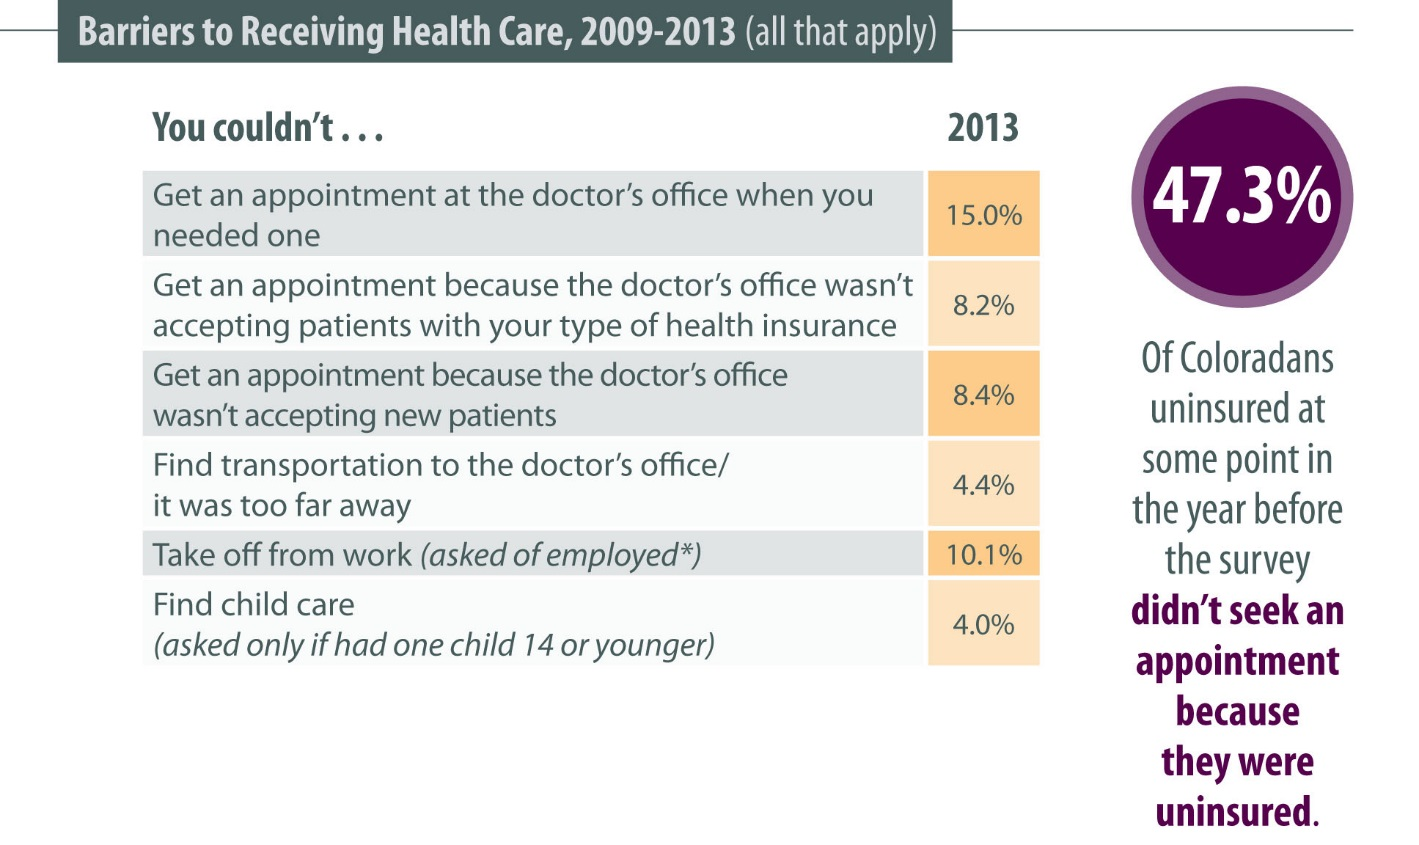 Barriers to Receiving Health Care, 2009-2013 (all that apply)
You couldn’t . . .
2013
Get an appointment at the doctor’s office when you
needed one
15.0%
Get an appointment because the doctor’s office wasn’t
accepting patients with your type of health insurance
8.2%
Get an appointment because the doctor’s office
wasn’t accepting new patients
8.4%
Find transportation to the doctor’s office/
it was too far away
4.4%
Take off from work (asked of employed*)
10.1%
Find child care
(asked only if had one child 14 or younger)
4.0%
47.3%
Of Coloradans
uninsured at
some point in
the year before
the survey
didn’t seek an
appointment
because
they were
uninsured.